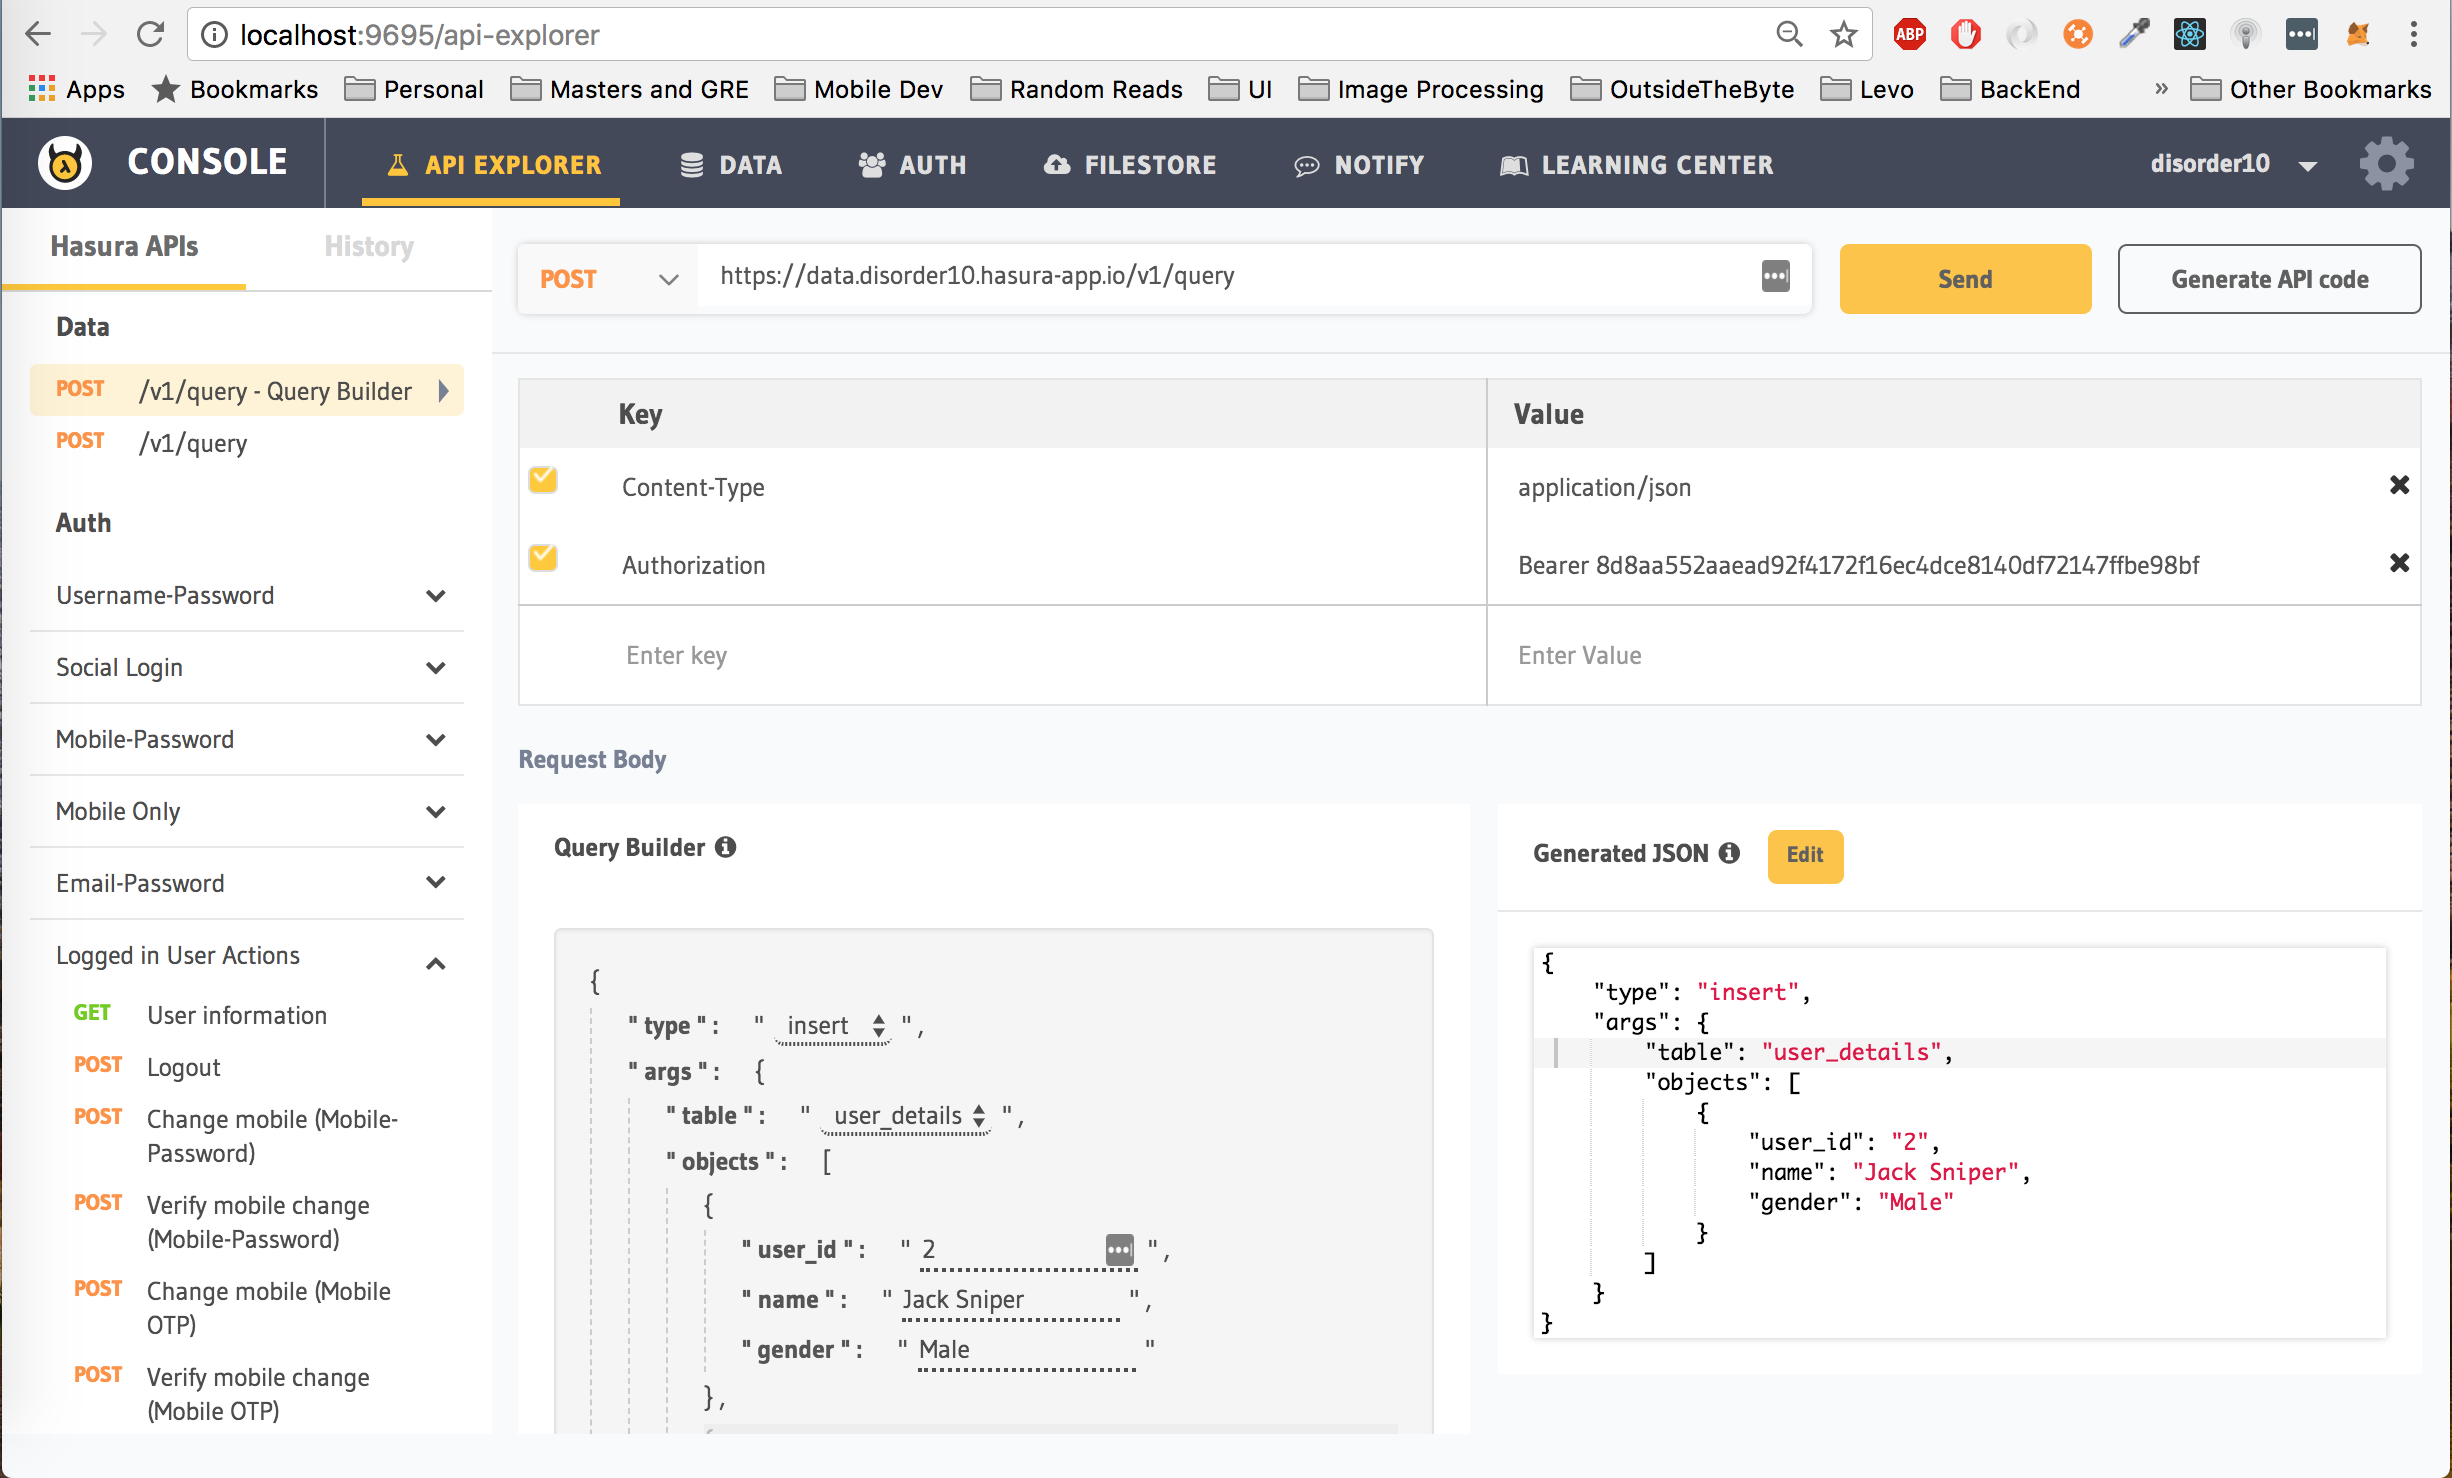 localhost:9695/api-explorer
ABP
Apps Bookmarks Personal Masters and GRE Mobile Dev Random Reads UI Image Processing OutsideTheByte Levo BackEnd » Other Bookmarks
CONSOLE API EXPLORER DATA AUTH FILESTORE NOTIFY LEARNING CENTER disorder10
Hasura APIs History
POST https://data.disorder10.hasura-app.io/v1/query Send Generate API code
Data
POST /v1/query - Query Builder
POST /v1/query
Auth
Username-Password
Social Login
Mobile-Password
Mobile Only
Email-Password
Logged in User Actions
GET User information
POST Logout
POST Change mobile (Mobile-
Password)
POST Verify mobile change
(Mobile-Password)
POST Change mobile (Mobile
OTP)
POST Verify mobile change
(Mobile OTP)
Key Value
Content-Type application/json
Authorization Bearer 8d8aa552aaead92f4172f16ec4dce8140df72147ffbe98bf
Enter key Enter Value
Request Body
Query Builder
{
"type": "insert",
"args": {
"table": "user_details",
"objects": [
{
"user_id": "2",
"name": "Jack Sniper",
"gender": "Male"
},
Generated JSON Edit
{
"type": "insert",
"args": {
"table": "user_details",
"objects": [
{
"user_id": "2",
"name": "Jack Sniper",
"gender": "Male"
}
]
}
}